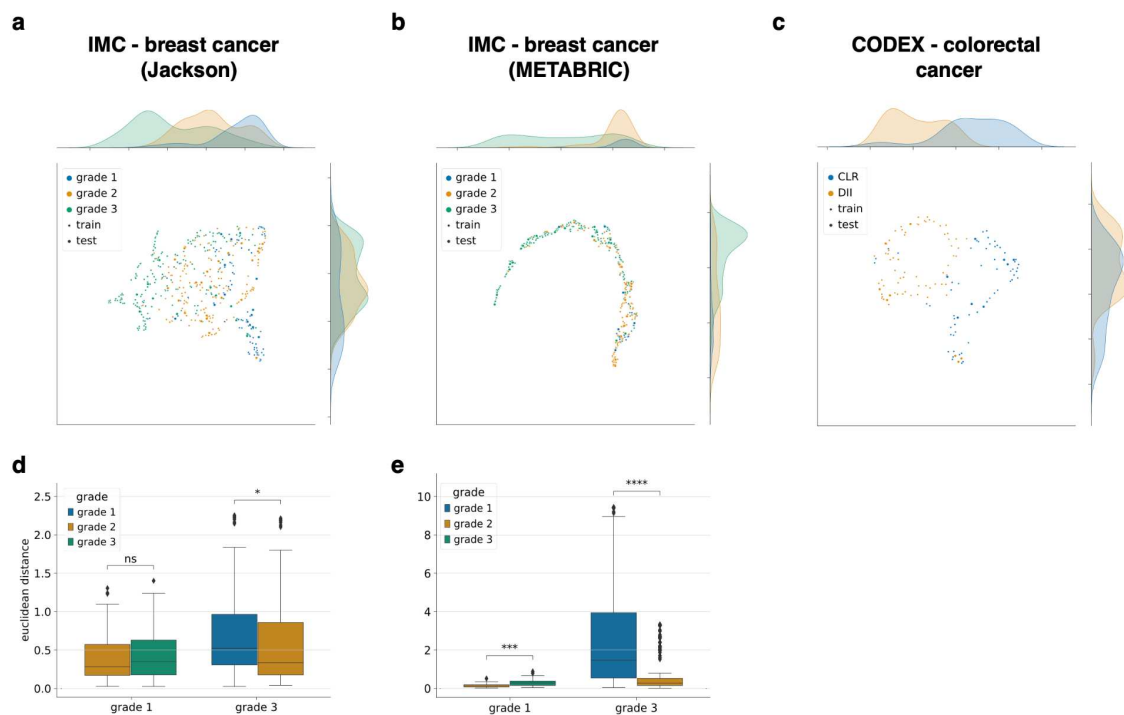 a
IMC - breast cancer
(Jackson)
grade 1
grade 2
grade 3
train
test
b
IMC - breast cancer
(METABRIC)
grade 1
grade 2
grade 3
train
test
c
CODEX - colorectal
cancer
CLR
DII
train
test
d
grade
grade 1
grade 2
grade 3
ns
*
euclidean distance
2.5
2.0
1.5
1.0
0.5
0.0
grade 1
grade 3
e
grade
grade 1
grade 2
grade 3
***
****
10
8
6
4
2
0
grade 1
grade 3